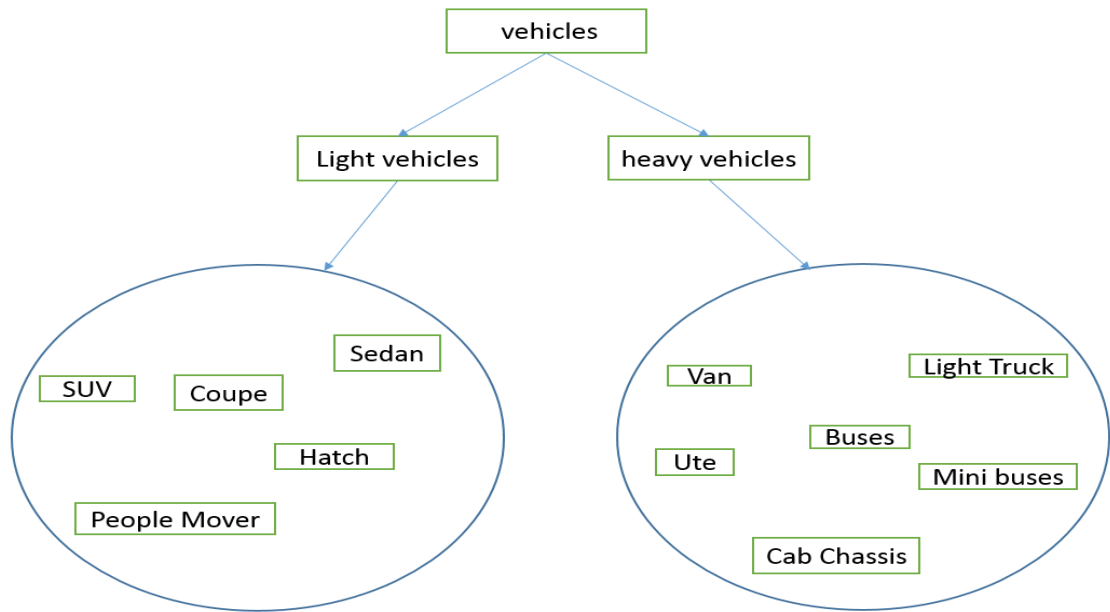 vehicles
Light vehicles
heavy vehicles
Sedan
SUV
Coupe
Hatch
People Mover
Van
Light Truck
Buses
Ute
Mini buses
Cab Chassis